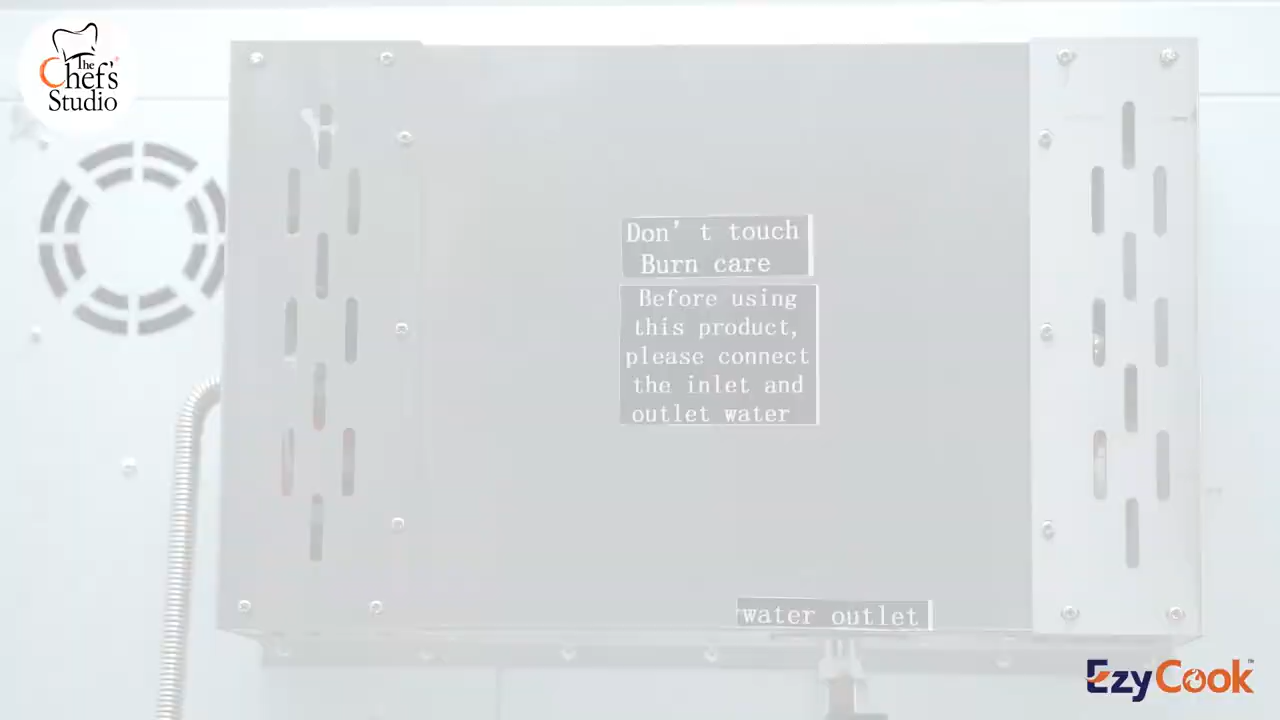 The
Chef's
Studio
Don't touch
Burn care
Before using
this product,
please connect
the inlet and
outlet water
water outlet
EzyCook